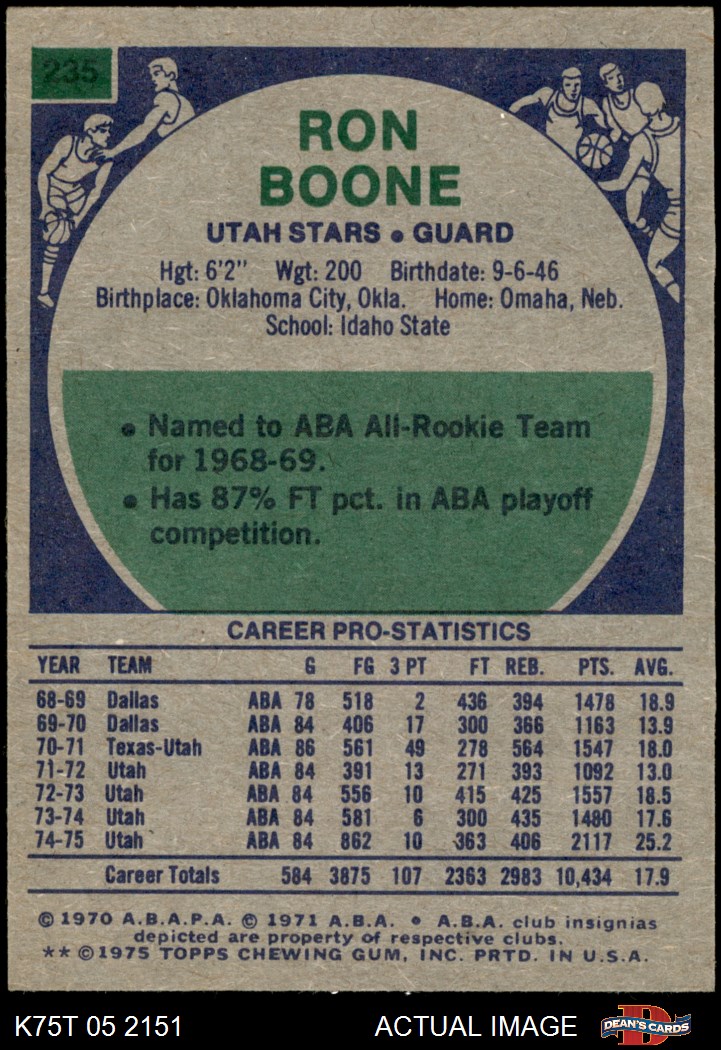 235
RON
BOONE
UTAH STARS • GUARD
Hgt: 6'2" Wgt: 200 Birthdate: 9-6-46
Birthplace: Oklahoma City, Okla. Home: Omaha, Neb.
School: Idaho State
• Named to ABA All-Rookie Team
for 1968-69.
• Has 87% FT pct. in ABA playoff
competition.
CAREER PRO-STATISTICS
YEAR TEAM G FG 3 PT FT REB. PTS. AVG.
68-69 Dallas ABA 78 518 2 436 394 1478 18.9
69-70 Dallas ABA 84 406 17 300 366 1163 13.9
70-71 Texas-Utah ABA 86 561 49 278 564 1547 18.0
71-72 Utah ABA 84 391 13 271 393 1092 13.0
72-73 Utah ABA 84 556 10 415 425 1557 18.5
73-74 Utah ABA 84 581 6 300 435 1480 17.6
74-75 Utah ABA 84 862 10 363 406 2117 25.2
Career Totals 584 3875 107 2363 2983 10,434 17.9
© 1970 A.B.A.P.A. © 1971 A.B.A. • A.B.A. club insignias
depicted are property of respective clubs.
** © 1975 TOPPS CHEWING GUM, INC. PRTD. IN U.S.A.
K75T 05 2151 ACTUAL IMAGE D DEAN'S CARDS